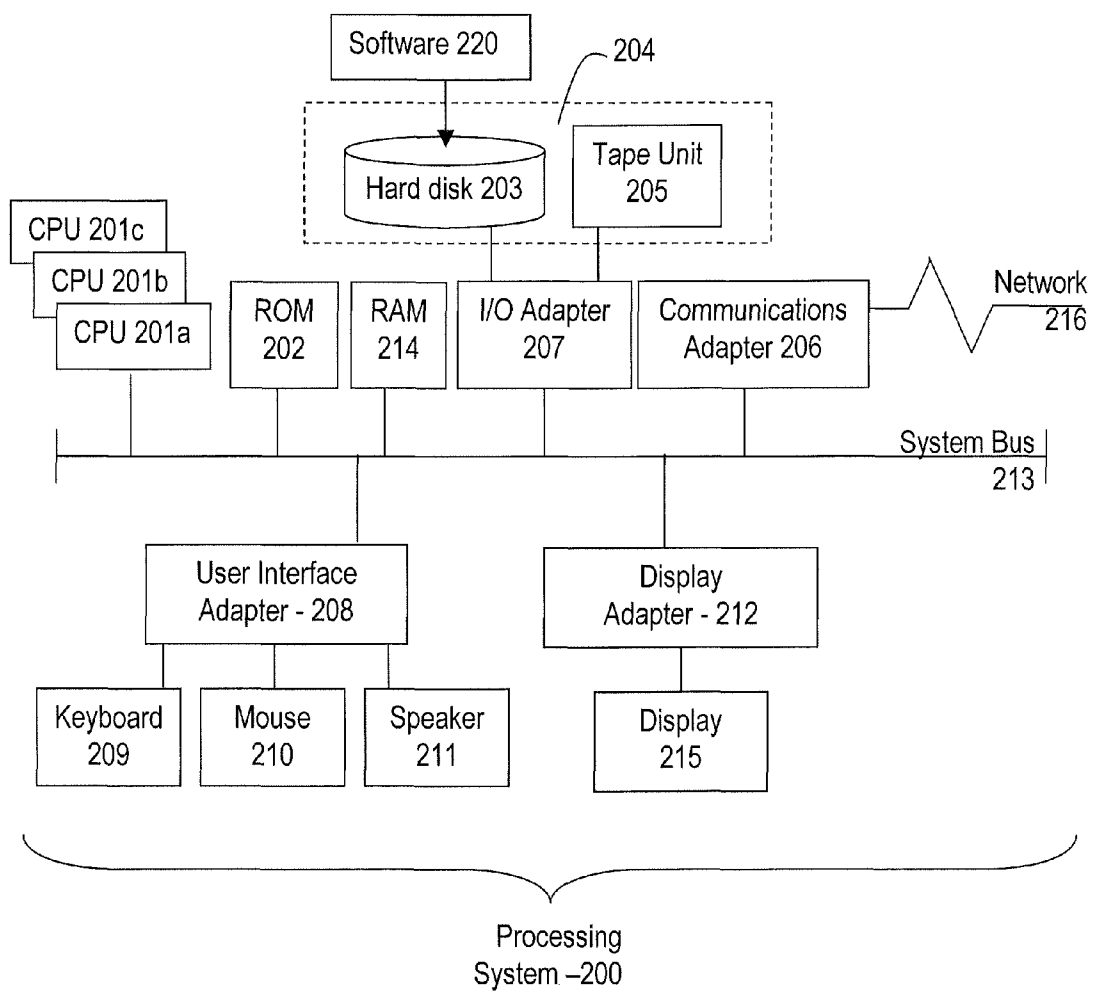 Software 220
204
Hard disk 203
Tape Unit
205
CPU 201c
CPU 201b
CPU 201a
ROM
202
RAM
214
I/O Adapter
207
Communications
Adapter 206
Network
216
System Bus
213
User Interface
Adapter - 208
Display
Adapter - 212
Keyboard
209
Mouse
210
Speaker
211
Display
215
Processing
System –200